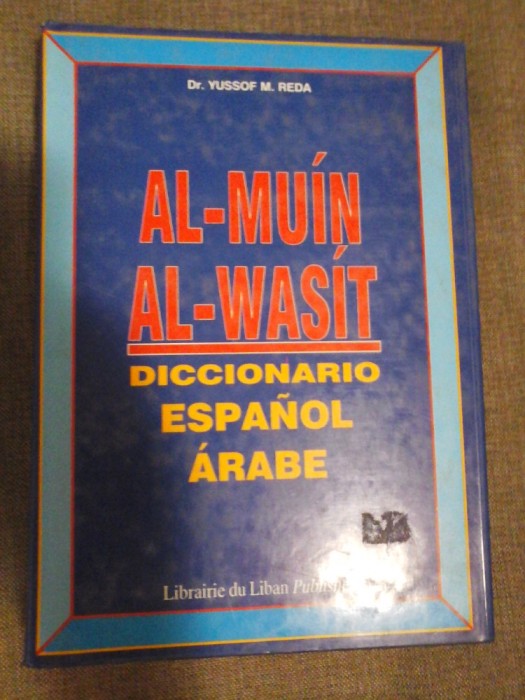 Dr. YUSSOF M. REDA
AL-MUÍN
AL-WASÍT
DICCIONARIO
ESPAÑOL
ÁRABE
Librairie du Liban